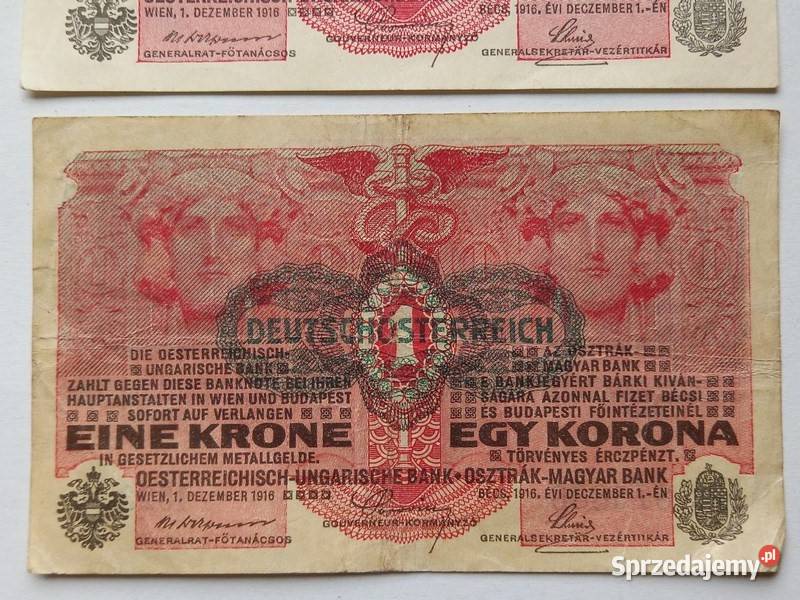 OESTERREICHISCH-
WIEN, 1. DEZEMBER 1916
BÉCS, 1916. ÉVI DECZEMBER 1.-ÉN
GENERALRAT-FŐTANÁCSOS
GOUVERNEUR-KORMÁNYZÓ
GENERALSEKRETÄR-VEZÉRTITKÁR
1
DEUTSCHÖSTERREICH
DIE OESTERREICHISCH-
UNGARISCHE BANK
ZAHLT GEGEN DIESE BANKNOTE BEI IHREN
HAUPTANSTALTEN IN WIEN UND BUDAPEST
SOFORT AUF VERLANGEN
EINE KRONE
IN GESETZLICHEM METALLGELDE.
AZ OSZTRÁK-
MAGYAR BANK
E BANKJEGYÉRT BÁRKI KIVÁN-
SÁGÁRA AZONNAL FIZET BÉCSI
ÉS BUDAPESTI FŐINTÉZETEINÉL
EGY KORONA
TÖRVÉNYES ÉRCZPÉNZT.
OESTERREICHISCH-UNGARISCHE BANK•OSZTRÁK-MAGYAR BANK
WIEN, 1. DEZEMBER 1916
BÉCS, 1916. ÉVI DECZEMBER 1.-ÉN
GENERALRAT-FŐTANÁCSOS
GOUVERNEUR-KORMÁNYZÓ
GENERALSEKRETÄR-VEZÉRTITKÁR
Sprzedajemy.pl